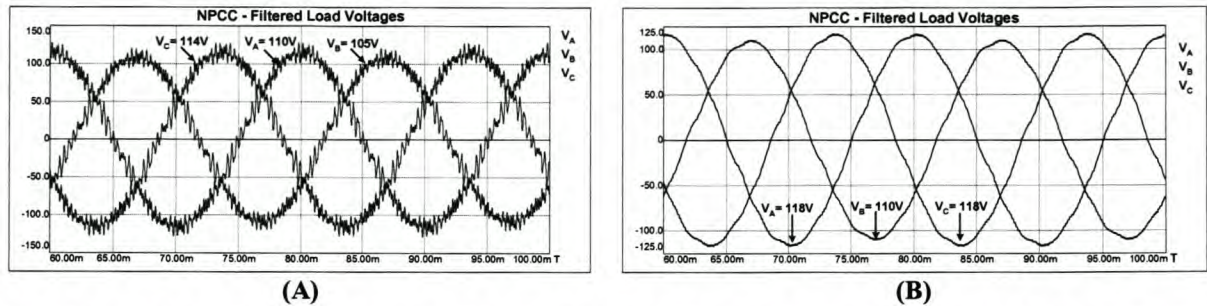 NPCC - Filtered Load Voltages
150.0
100.0
50.0
0
-50.0
-100.0
-150.0
V_C= 114V
V_A= 110V
V_B= 105V
V_A
V_B
V_C
60.00m 65.00m 70.00m 75.00m 80.00m 85.00m 90.00m 95.00m 100.00m T
(A)
NPCC - Filtered Load Voltages
125.0
100.0
50.0
0
-50.0
-100.0
-125.0
V_A= 118V
V_B= 110V
V_C= 118V
V_A
V_B
V_C
60.00m 65.00m 70.00m 75.00m 80.00m 85.00m 90.00m 95.00m 100.00m T
(B)